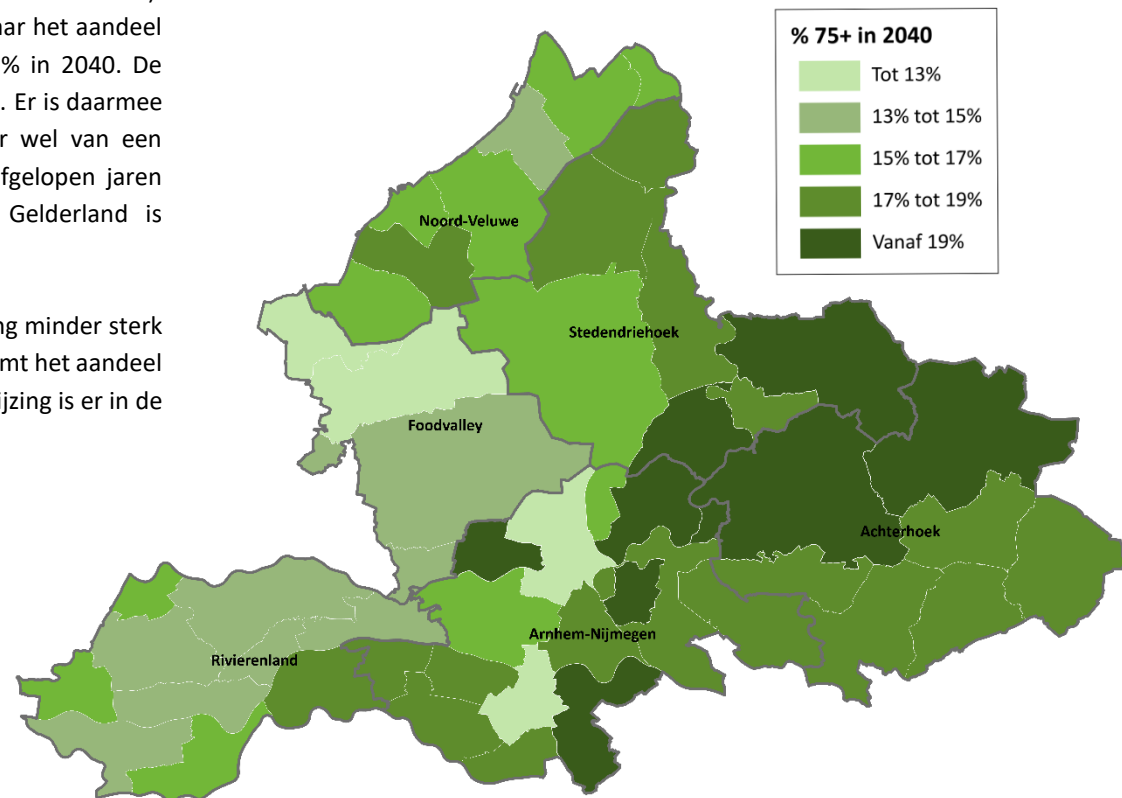 ar het aandeel
% in 2040. De
. Er is daarmee
r wel van een
fgelopen jaren
Gelderland is
ng minder sterk
mt het aandeel
ijzing is er in de
% 75+ in 2040
Tot 13%
13% tot 15%
15% tot 17%
17% tot 19%
Vanaf 19%
Noord-Veluwe
Stedendriehoek
Foodvalley
Achterhoek
Arnhem-Nijmegen
Rivierenland